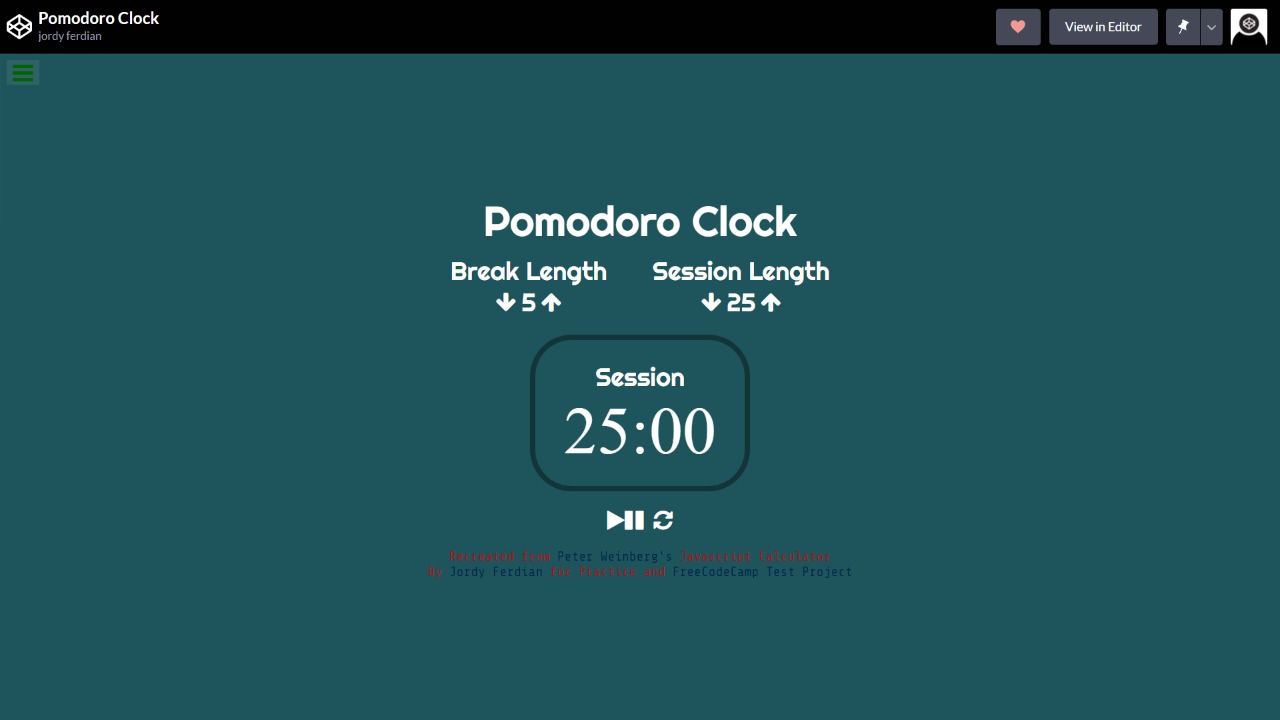 Pomodoro Clock
jordy ferdian
View in Editor
Pomodoro Clock
Break Length
Session Length
5
25
Session
25:00
Recreated from Peter Weinberg's Javascript Calculator
By Jordy Ferdian for Practice and FreeCodeCamp Test Project